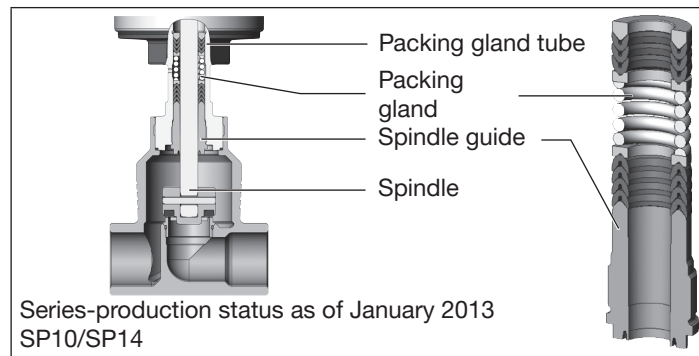 Packing gland tube
Packing
gland
Spindle guide
Spindle
Series-production status as of January 2013
SP10/SP14